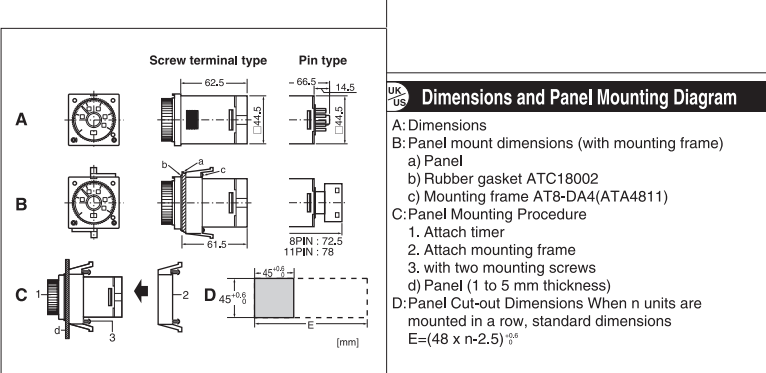 Screw terminal type Pin type
62.5 66.5
14.5
A □44.5 □44.5
b a c
B
61.5 8PIN : 72.5
11PIN : 78
C 1 d 3 2 D 45+0.6 0 45+0.6 0 E
[mm]
UK US Dimensions and Panel Mounting Diagram
A: Dimensions
B: Panel mount dimensions (with mounting frame)
a) Panel
b) Rubber gasket ATC18002
c) Mounting frame AT8-DA4(ATA4811)
C:Panel Mounting Procedure
1. Attach timer
2. Attach mounting frame
3. with two mounting screws
d) Panel (1 to 5 mm thickness)
D:Panel Cut-out Dimensions When n units are
mounted in a row, standard dimensions
E=(48 x n-2.5) +0.6 0